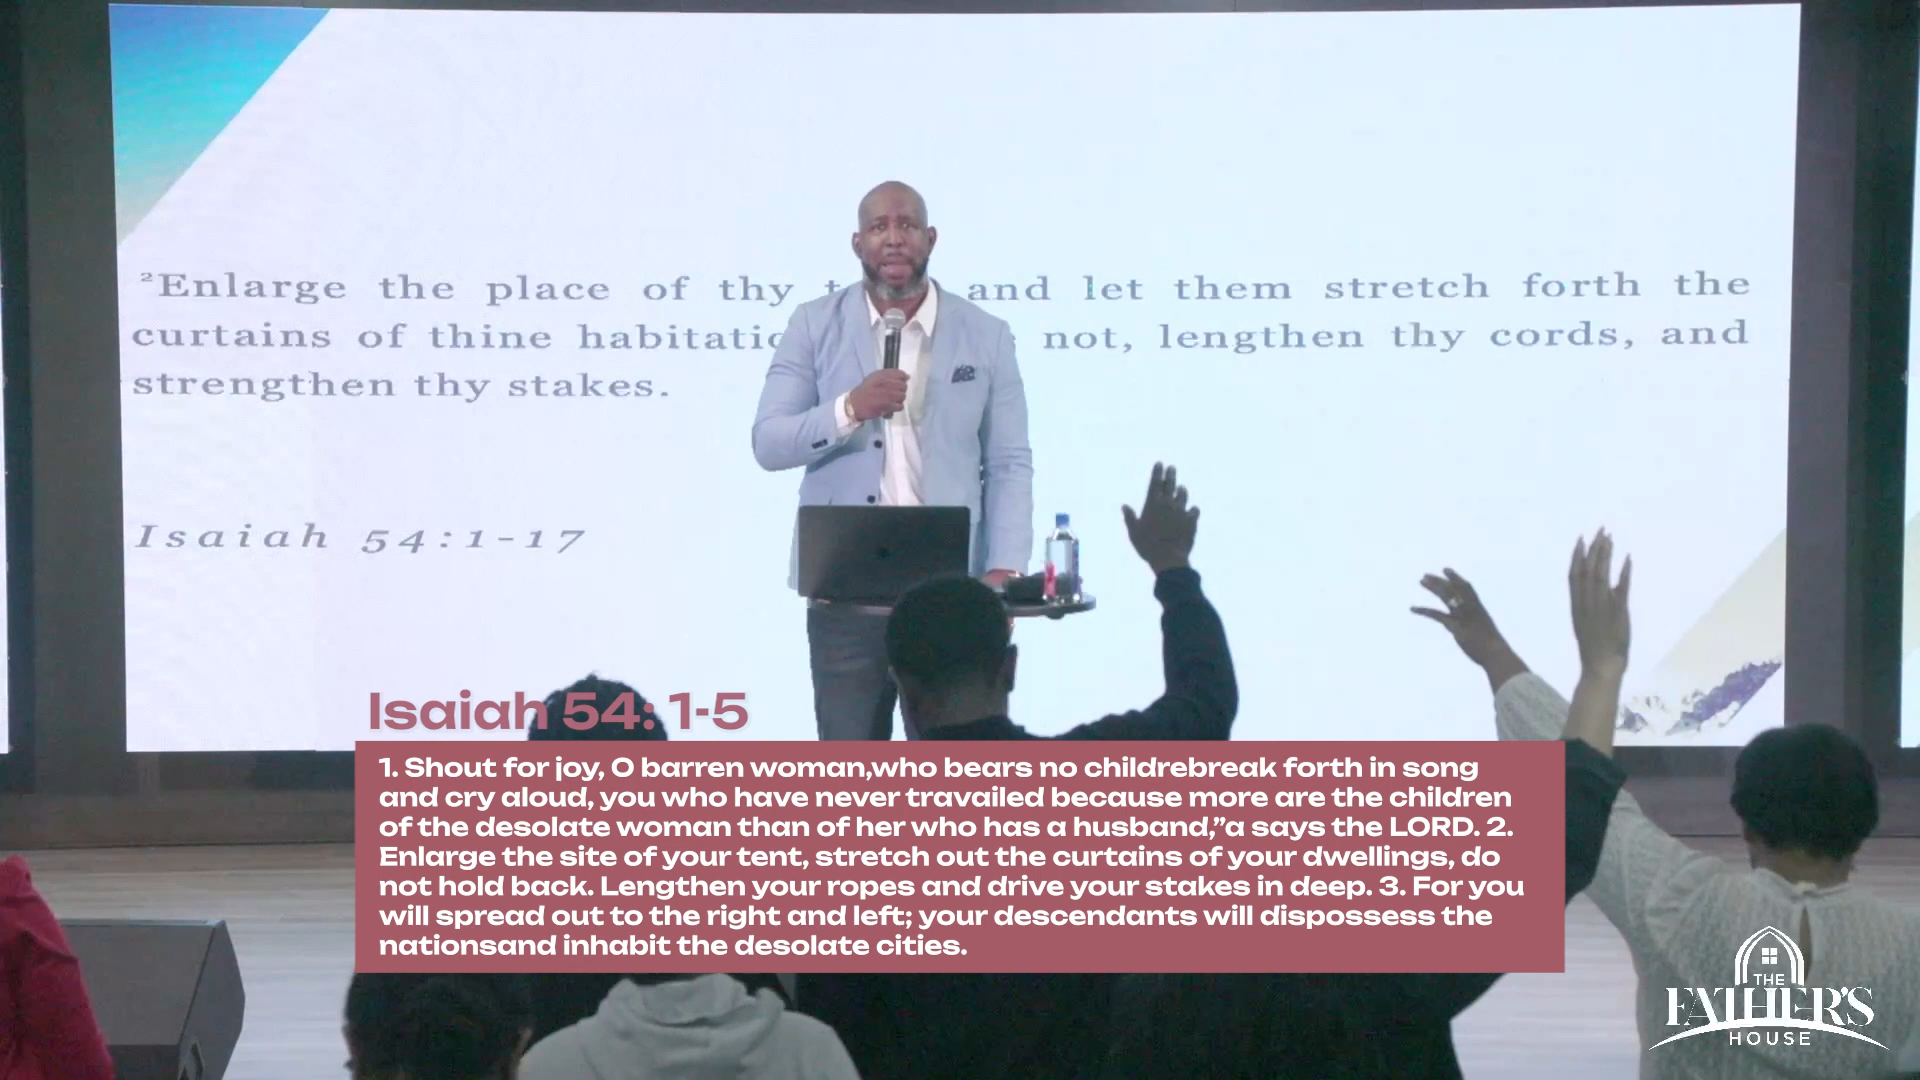 ²Enlarge the place of thy and let them stretch forth the
curtains of thine not, lengthen thy cords, and
strengthen thy stakes.
Isaiah 54:1-17
Isaiah 54: 1-5
1. Shout for joy, O barren woman,who bears no childrebreak forth in song
and cry aloud, you who have never travailed because more are the children
of the desolate woman than of her who has a husband,”a says the LORD. 2.
Enlarge the site of your tent, stretch out the curtains of your dwellings, do
not hold back. Lengthen your ropes and drive your stakes in deep. 3. For you
will spread out to the right and left; your descendants will dispossess the
nationsand inhabit the desolate cities.
THE
FATHER'S
HOUSE